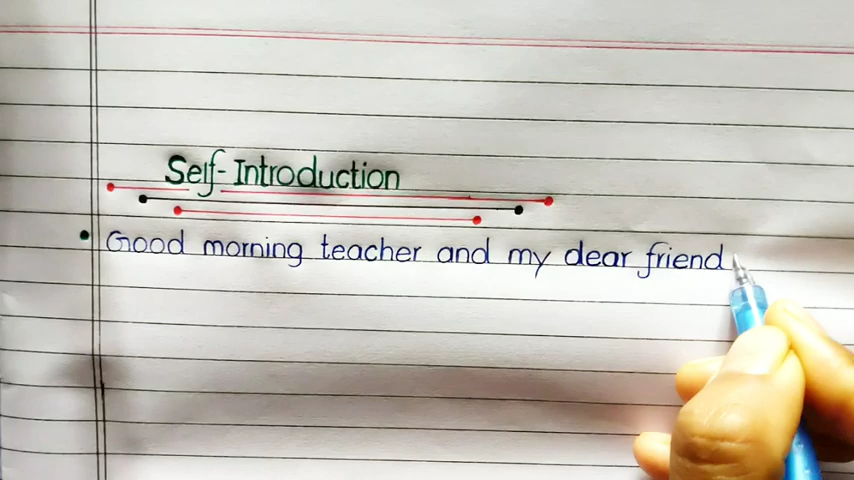 Self-Introduction
• Good morning teacher and my dear friend